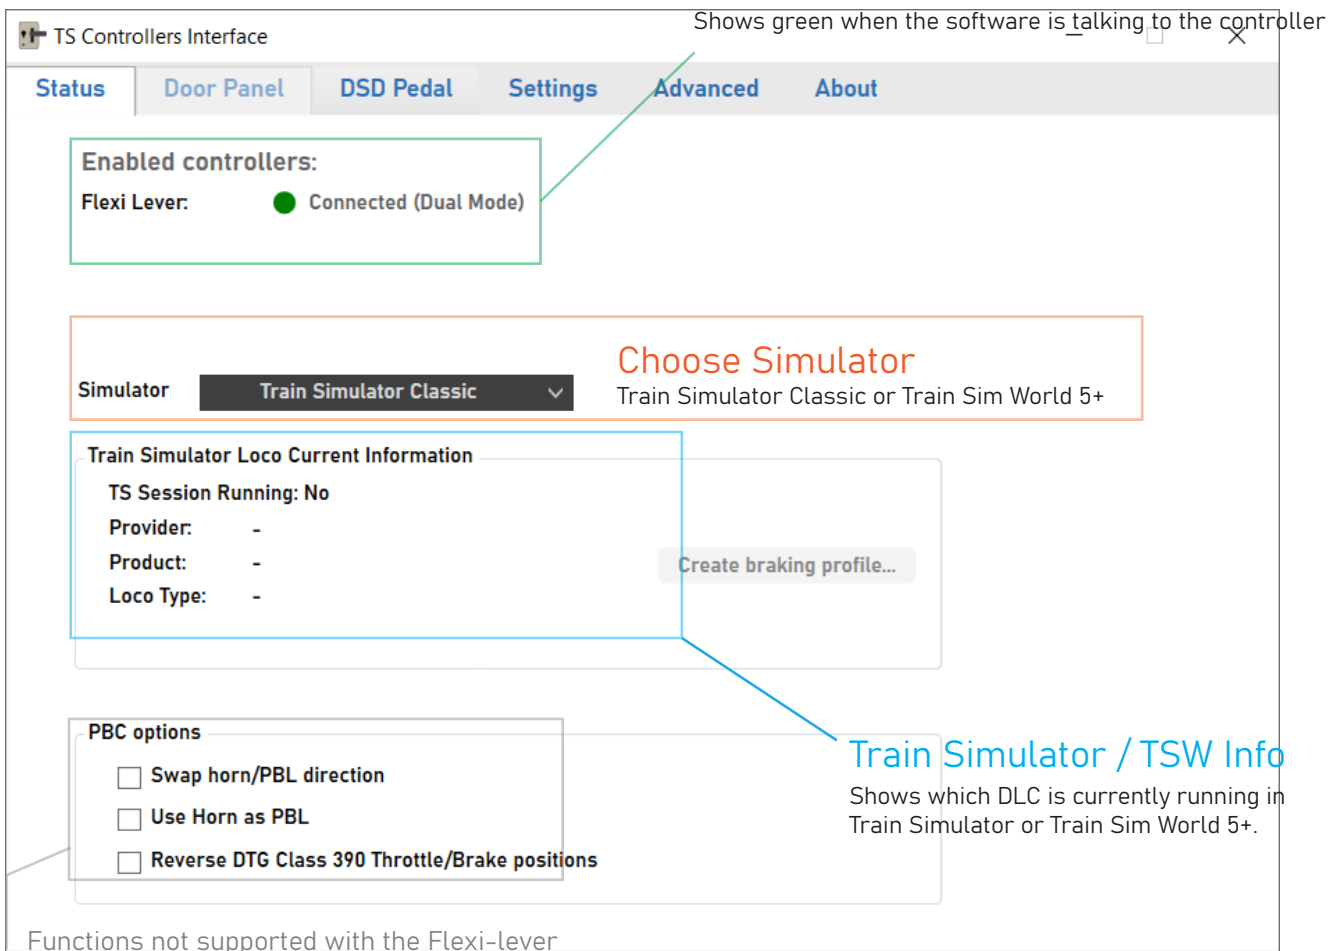 Shows green when the software is talking to the controller
TS Controllers Interface
Status Door Panel DSD Pedal Settings Advanced About
Enabled controllers:
Flexi Lever: Connected (Dual Mode)
Choose Simulator
Simulator Train Simulator Classic
Train Simulator Classic or Train Sim World 5+
Train Simulator Loco Current Information
TS Session Running: No
Provider: -
Product: -
Create braking profile...
Loco Type: -
PBC options
Swap horn/PBL direction
Use Horn as PBL
Reverse DTG Class 390 Throttle/Brake positions
Train Simulator / TSW Info
Shows which DLC is currently running in
Train Simulator or Train Sim World 5+.
Functions not supported with the Flexi-lever